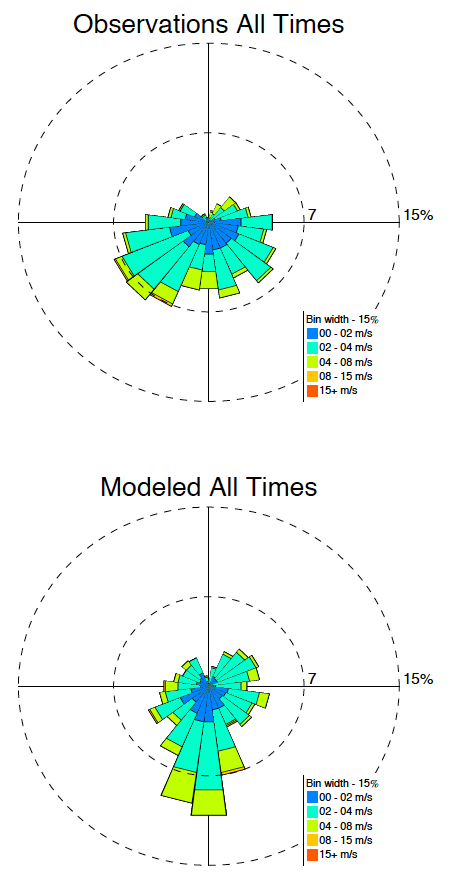 Observations All Times
7
15%
Bin width - 15%
00 - 02 m/s
02 - 04 m/s
04 - 08 m/s
08 - 15 m/s
15+ m/s
Modeled All Times
7
15%
Bin width - 15%
00 - 02 m/s
02 - 04 m/s
04 - 08 m/s
08 - 15 m/s
15+ m/s